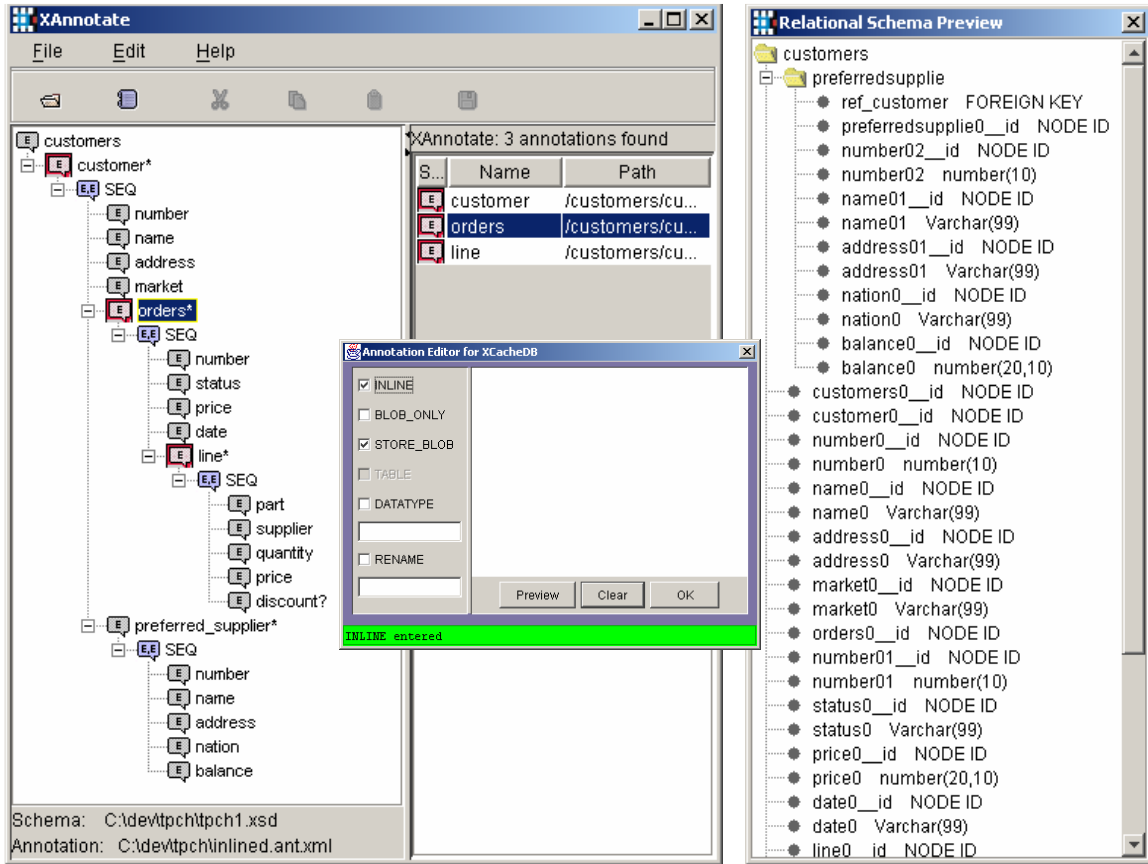 XAnnotate
File Edit Help
customers
customer*
SEQ
number
name
address
market
orders*
SEQ
number
status
price
date
line*
SEQ
part
supplier
quantity
price
discount?
preferred_supplier*
SEQ
number
name
address
nation
balance
Schema: C:\dev\tpch\tpch1.xsd
Annotation: C:\dev\tpch\inlined.ant.xml
XAnnotate: 3 annotations found
S... Name Path
customer /customers/cu...
orders /customers/cu...
line /customers/cu...
Annotation Editor for XCacheDB
INLINE
BLOB_ONLY
STORE_BLOB
TABLE
DATATYPE
RENAME
Preview Clear OK
INLINE entered
Relational Schema Preview
customers
preferredsupplie
ref_customer FOREIGN KEY
preferredsupplie0__id NODE ID
number02__id NODE ID
number02 number(10)
name01__id NODE ID
name01 Varchar(99)
address01__id NODE ID
address01 Varchar(99)
nation0__id NODE ID
nation0 Varchar(99)
balance0__id NODE ID
balance0 number(20,10)
customers0__id NODE ID
customer0__id NODE ID
number0__id NODE ID
number0 number(10)
name0__id NODE ID
name0 Varchar(99)
address0__id NODE ID
address0 Varchar(99)
market0__id NODE ID
market0 Varchar(99)
orders0__id NODE ID
number01__id NODE ID
number01 number(10)
status0__id NODE ID
status0 Varchar(99)
price0__id NODE ID
price0 number(20,10)
date0__id NODE ID
date0 Varchar(99)
line0__id NODE ID